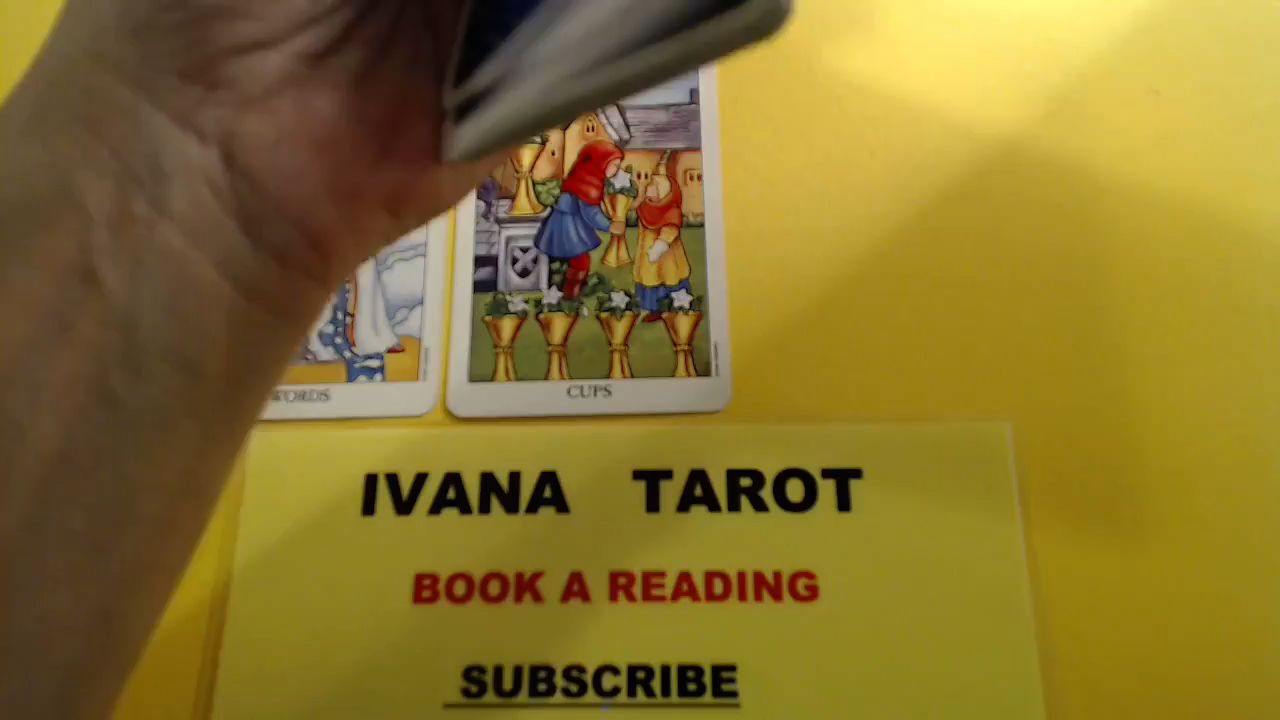 WORDS
CUPS
IVANA TAROT
BOOK A READING
SUBSCRIBE